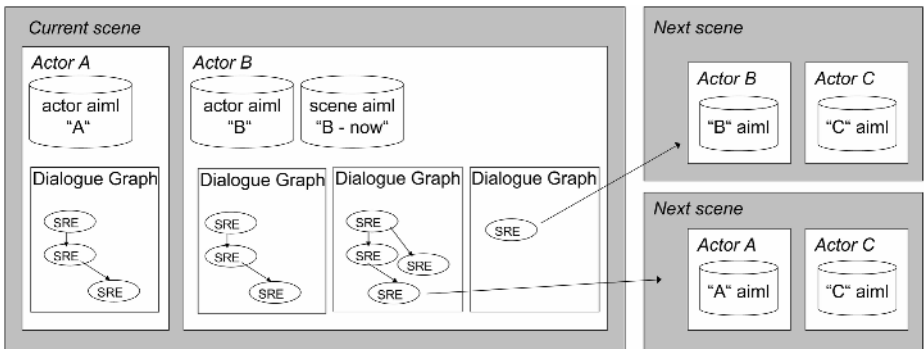 Current scene
Actor A
actor aiml
"A"
Dialogue Graph
SRE
SRE
SRE
Actor B
actor aiml
"B"
scene aiml
"B - now"
Dialogue Graph
SRE
SRE
SRE
Dialogue Graph
SRE
SRE
SRE
SRE
Dialogue Graph
SRE
Next scene
Actor B
"B" aiml
Actor C
"C" aiml
Next scene
Actor A
"A" aiml
Actor C
"C" aiml